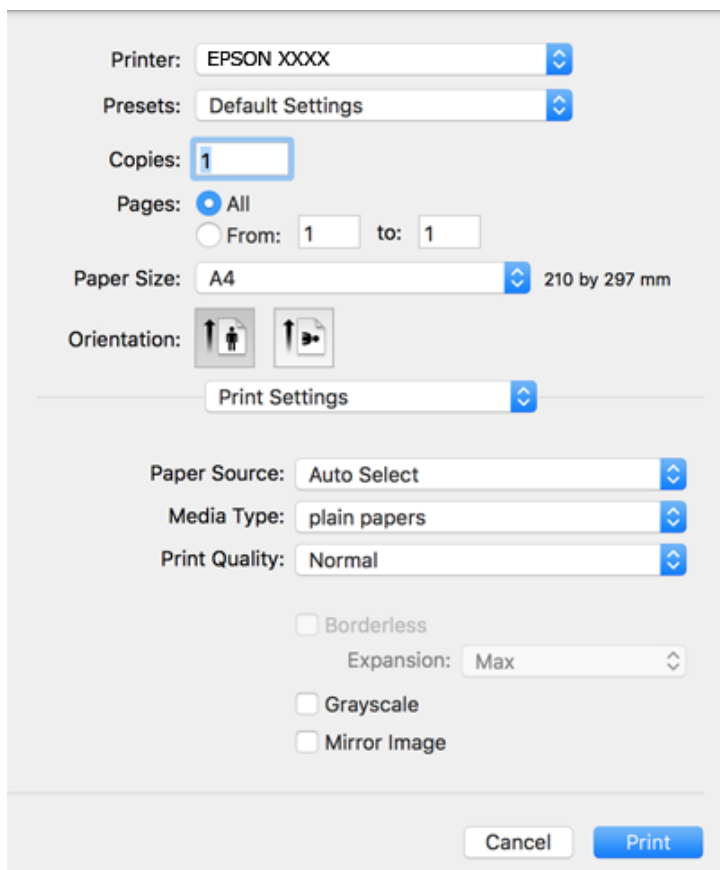 Printer: EPSON XXXX
Presets: Default Settings
Copies: 1
Pages: All
From: 1 to: 1
Paper Size: A4 210 by 297 mm
Orientation:
Print Settings
Paper Source: Auto Select
Media Type: plain papers
Print Quality: Normal
Borderless
Expansion: Max
Grayscale
Mirror Image
Cancel Print